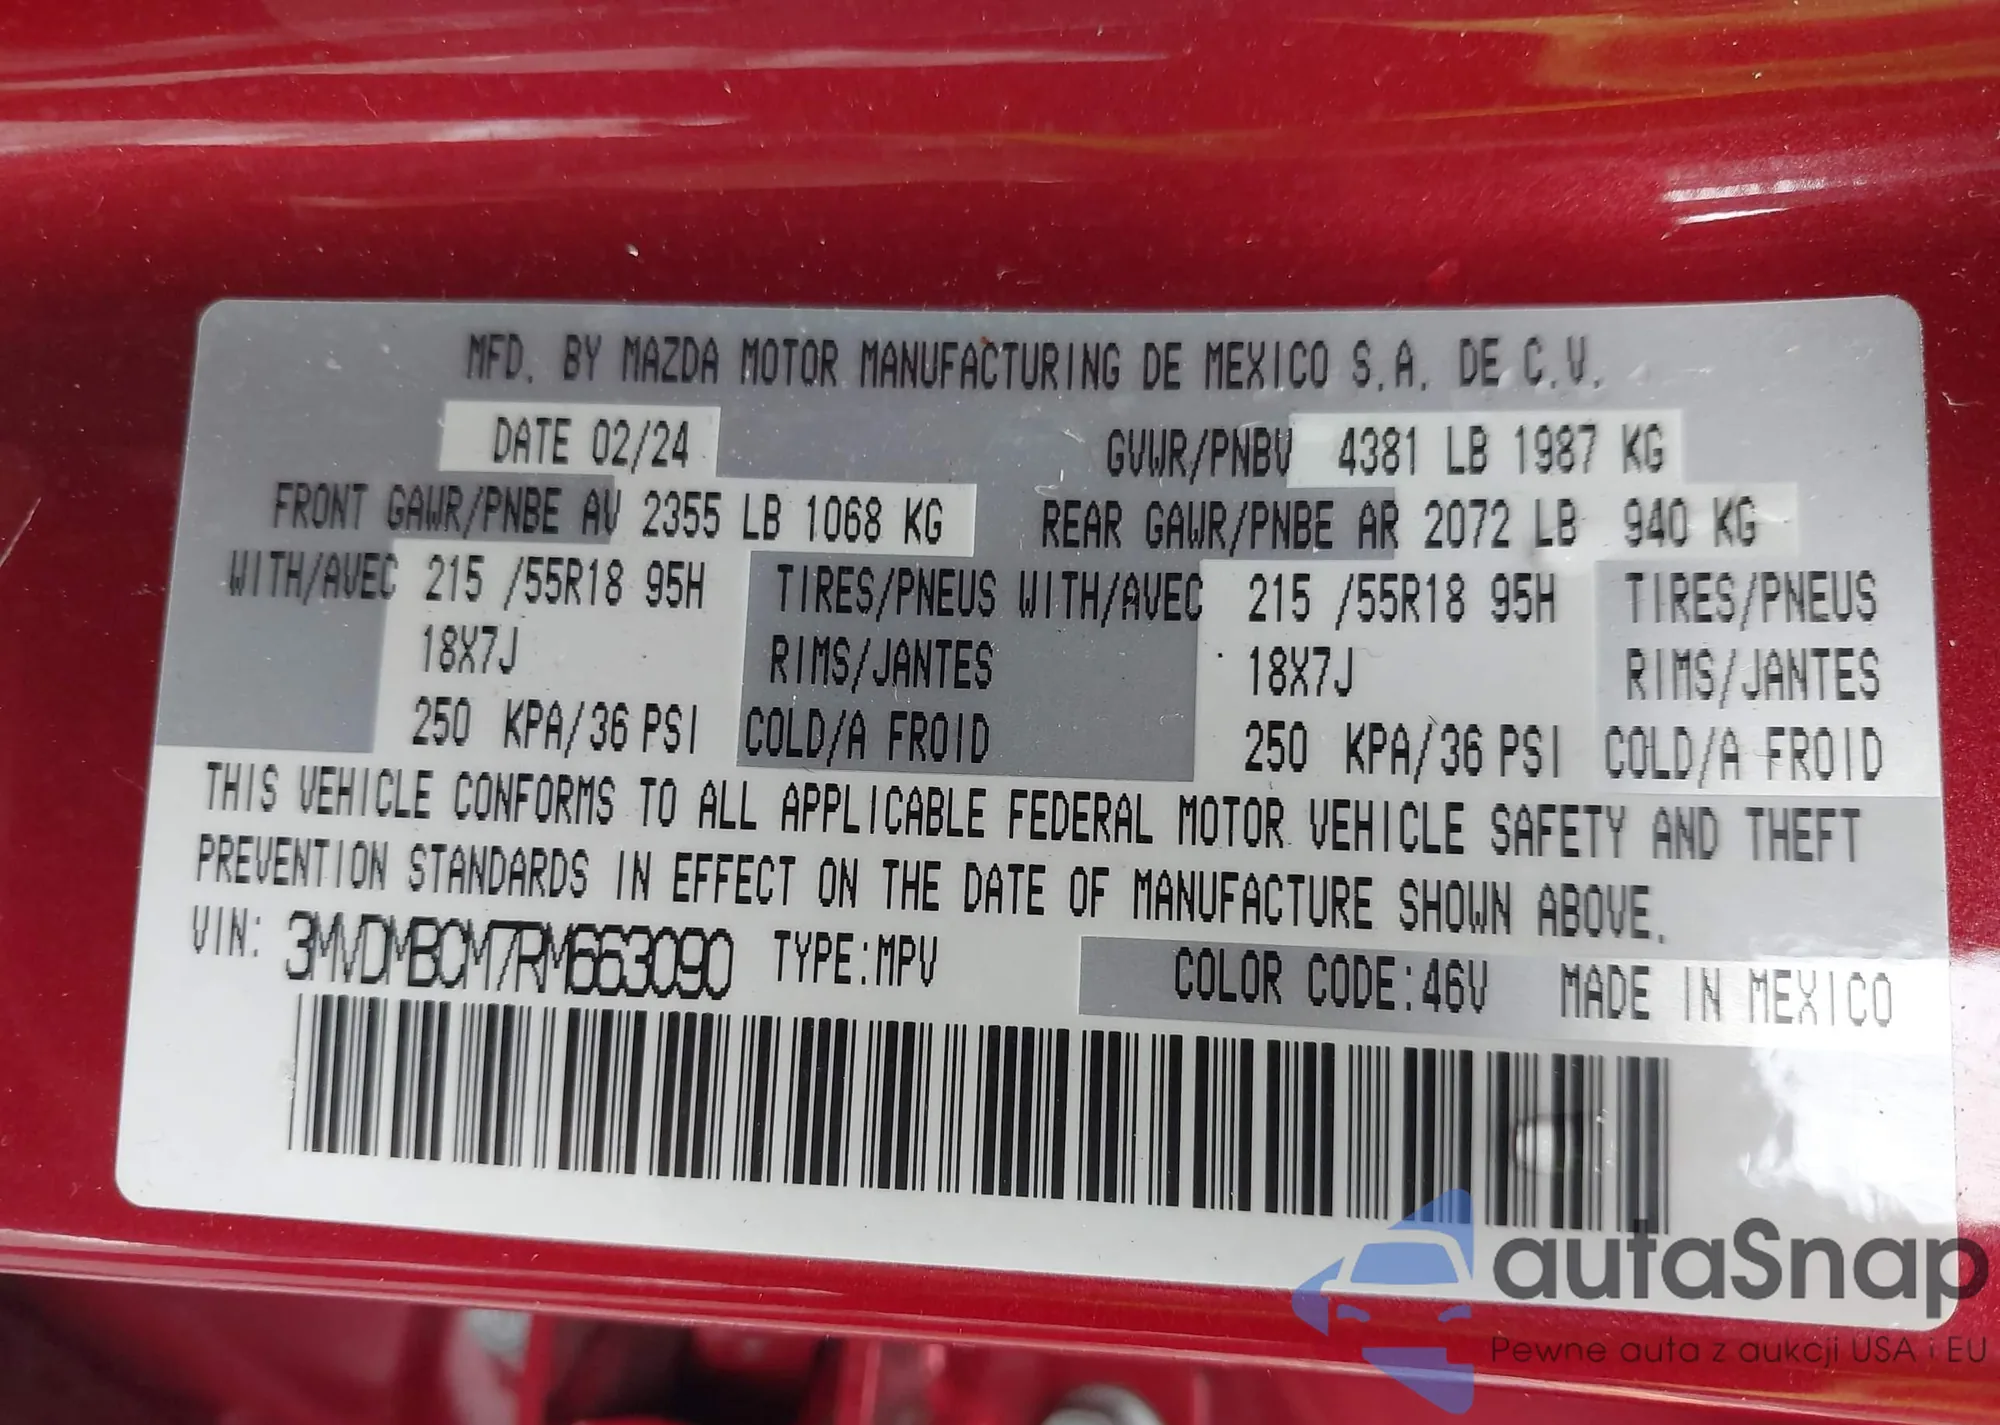 MFD. BY MAZDA MOTOR MANUFACTURING DE MEXICO S.A. DE C.V.
DATE 02/24 GVWR/PNBV 4381 LB 1987 KG
FRONT GAWR/PNBE AV 2355 LB 1068 KG REAR GAWR/PNBE AR 2072 LB 940 KG
WITH/AVEC 215 /55R18 95H TIRES/PNEUS WITH/AVEC 215 /55R18 95H TIRES/PNEUS
18X7J RIMS/JANTES 18X7J RIMS/JANTES
250 KPA/36 PSI COLD/A FROID 250 KPA/36 PSI COLD/A FROID
THIS VEHICLE CONFORMS TO ALL APPLICABLE FEDERAL MOTOR VEHICLE SAFETY AND THEFT
PREVENTION STANDARDS IN EFFECT ON THE DATE OF MANUFACTURE SHOWN ABOVE.
VIN: 3MVDMBCM7RM663090 TYPE:MPV COLOR CODE:46V MADE IN MEXICO
autaSnap
Pewne auta z aukcji USA i EU